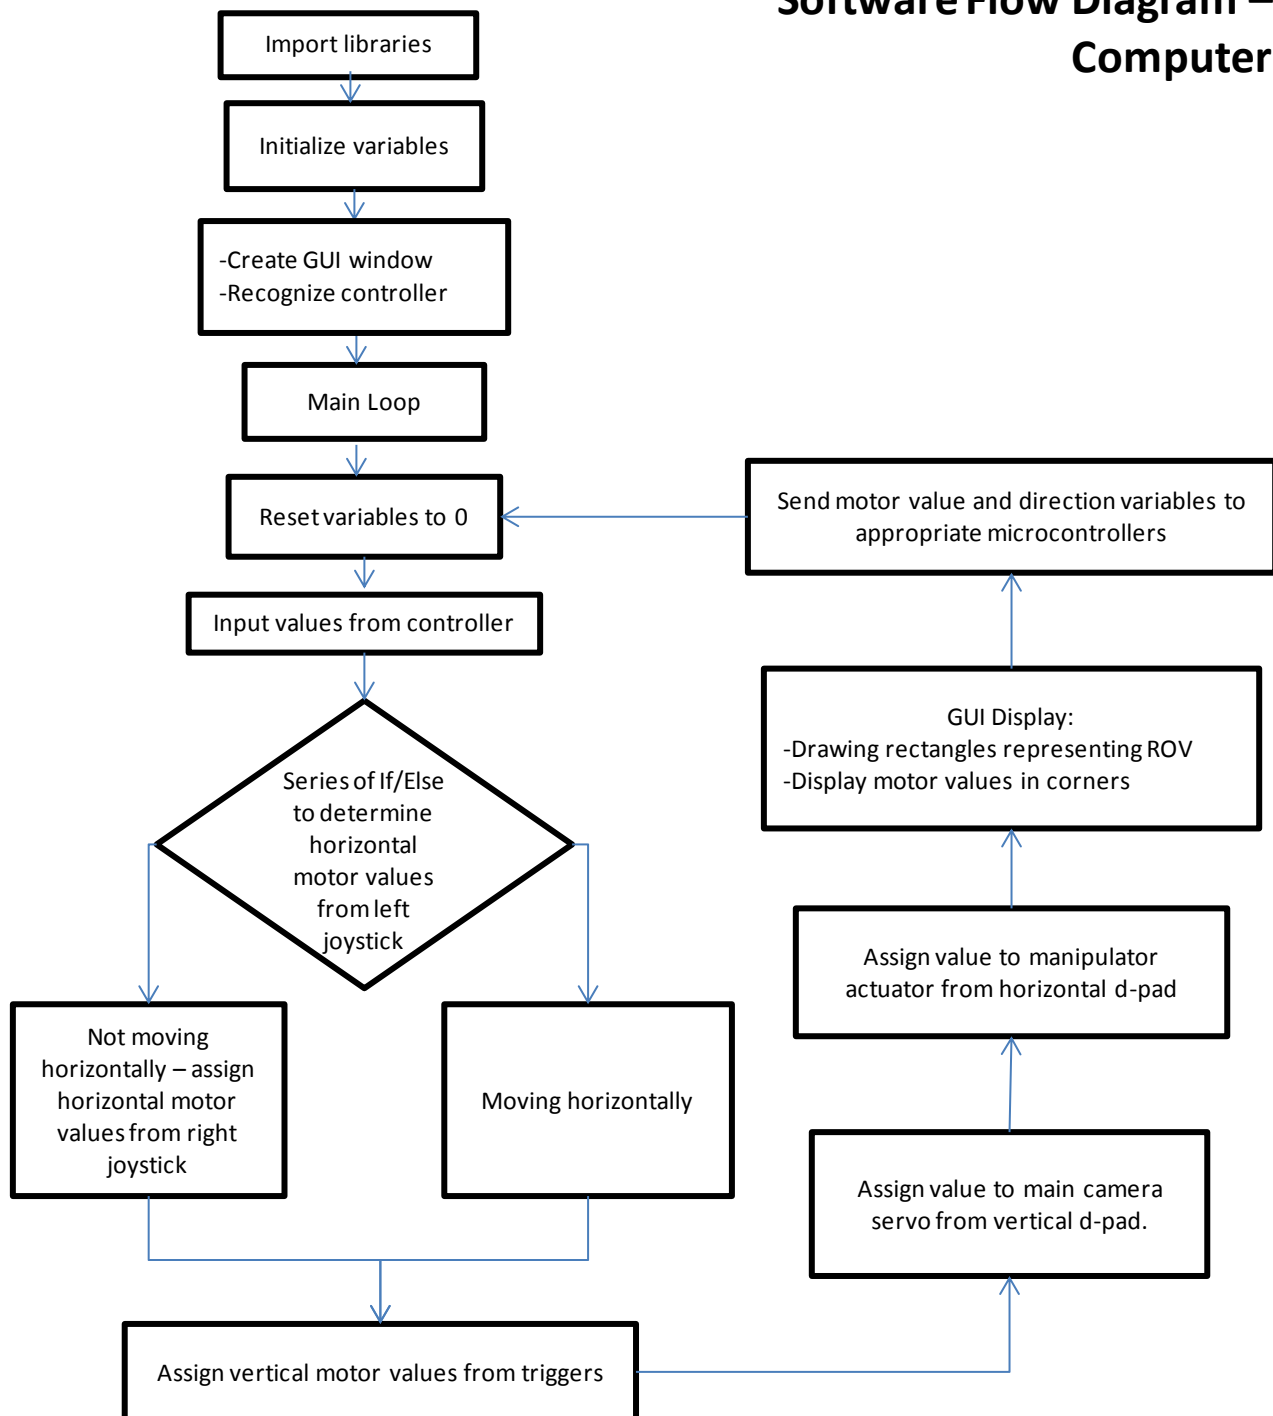 Software Flow Diagram –
Computer
Import libraries
Initialize variables
-Create GUI window
-Recognize controller
Main Loop
Reset variables to 0
Input values from controller
Series of If/Else
to determine
horizontal
motor values
from left
joystick
Not moving
horizontally – assign
horizontal motor
values from right
joystick
Moving horizontally
Assign vertical motor values from triggers
Assign value to main camera
servo from vertical d-pad.
Assign value to manipulator
actuator from horizontal d-pad
GUI Display:
-Drawing rectangles representing ROV
-Display motor values in corners
Send motor value and direction variables to
appropriate microcontrollers